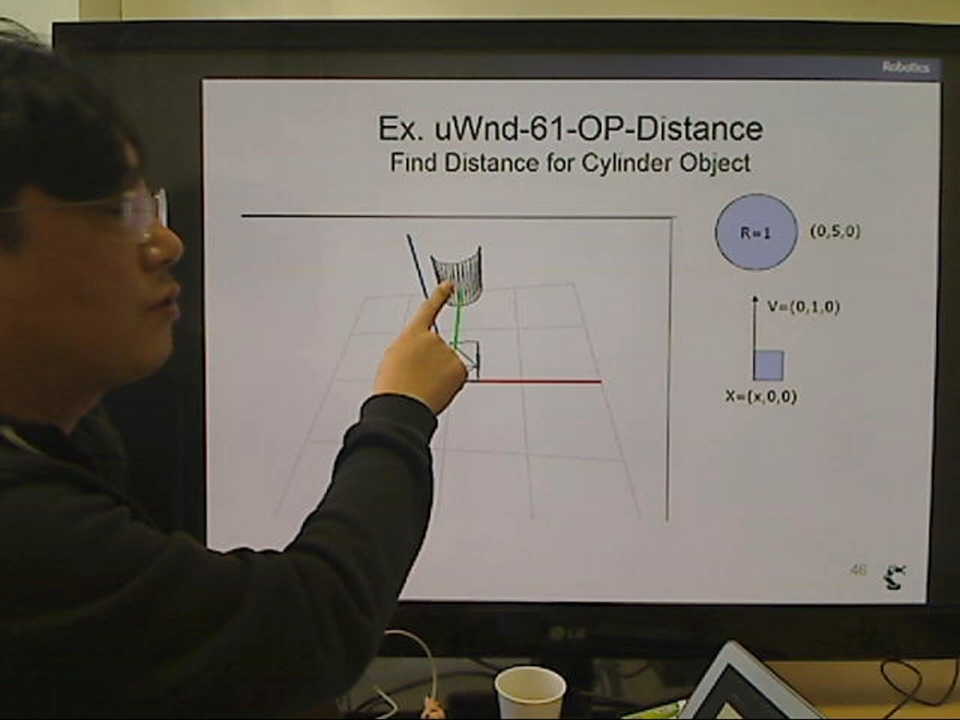 Robotics
Ex. uWnd-61-OP-Distance
Find Distance for Cylinder Object
R=1
(0,5,0)
V=(0,1,0)
X=(x,0,0)
46
LG